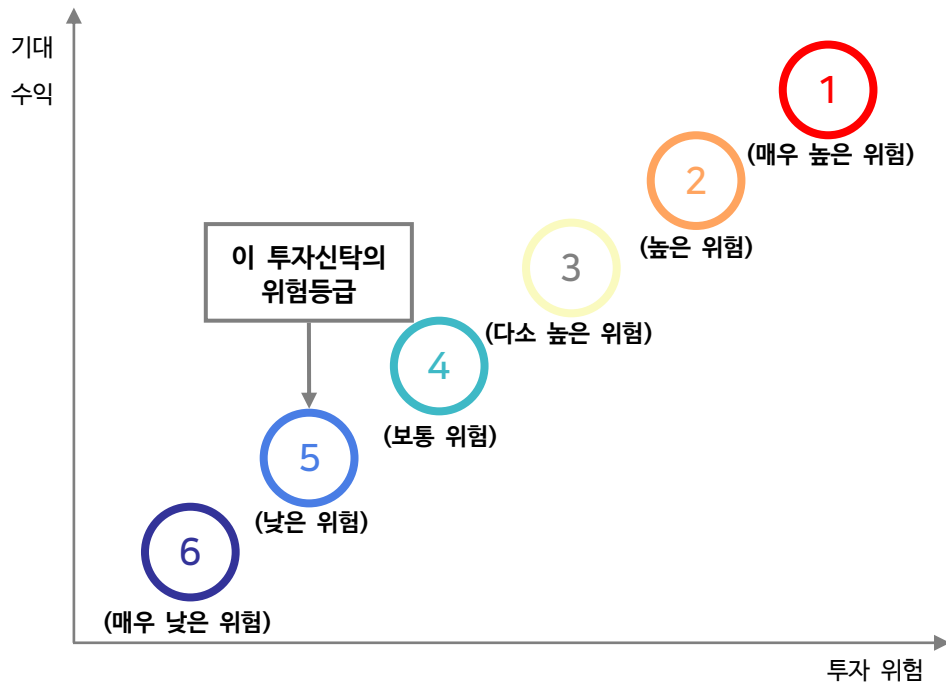 기대
수익
1
(매우 높은 위험)
2
(높은 위험)
이 투자신탁의
위험등급
3
(다소 높은 위험)
4
(보통 위험)
5
(낮은 위험)
6
(매우 낮은 위험)
투자 위험